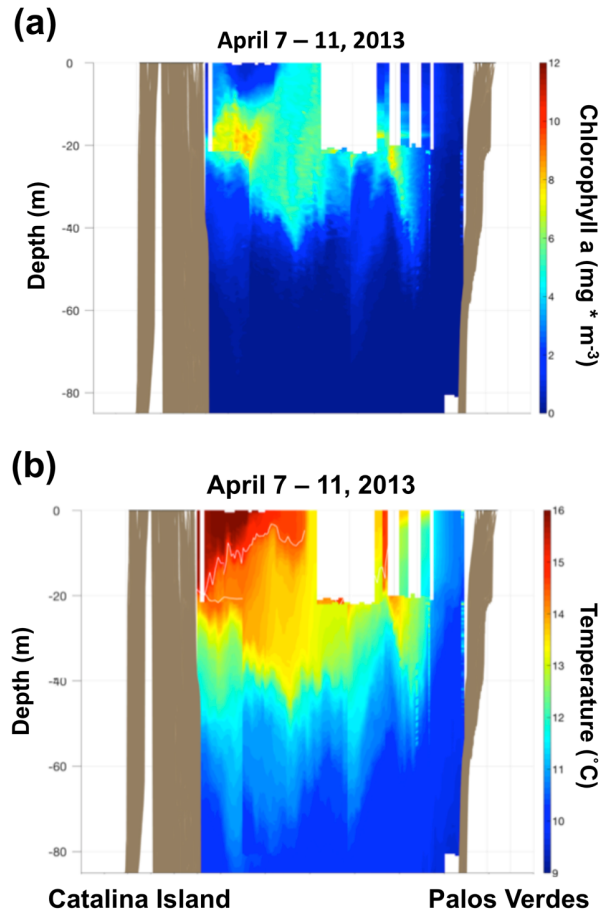 (a)
April 7 – 11, 2013
0
-20
-40
-60
-80
Depth (m)
12
10
8
6
4
2
0
Chlorophyll a (mg * m-3)
(b)
April 7 – 11, 2013
0
-20
-40
-60
-80
Depth (m)
16
15
14
13
12
11
10
9
Temperature (˚C)
Catalina Island
Palos Verdes